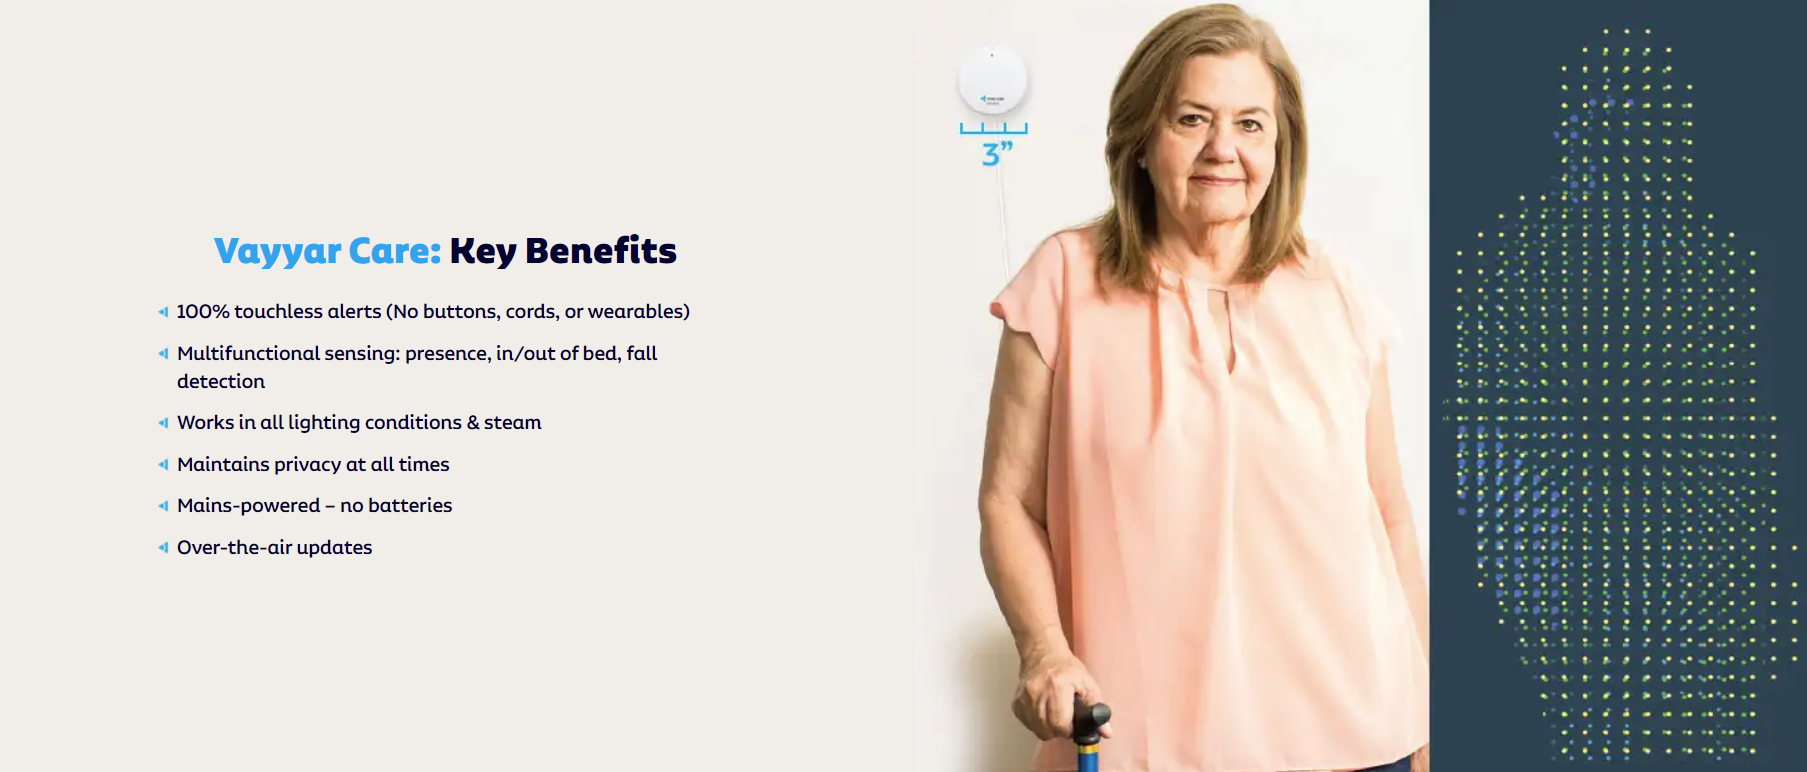 Vayyar Care: Key Benefits
100% touchless alerts (No buttons, cords, or wearables)
Multifunctional sensing: presence, in/out of bed, fall
detection
Works in all lighting conditions & steam
Maintains privacy at all times
Mains-powered – no batteries
Over-the-air updates
vayyar
3”